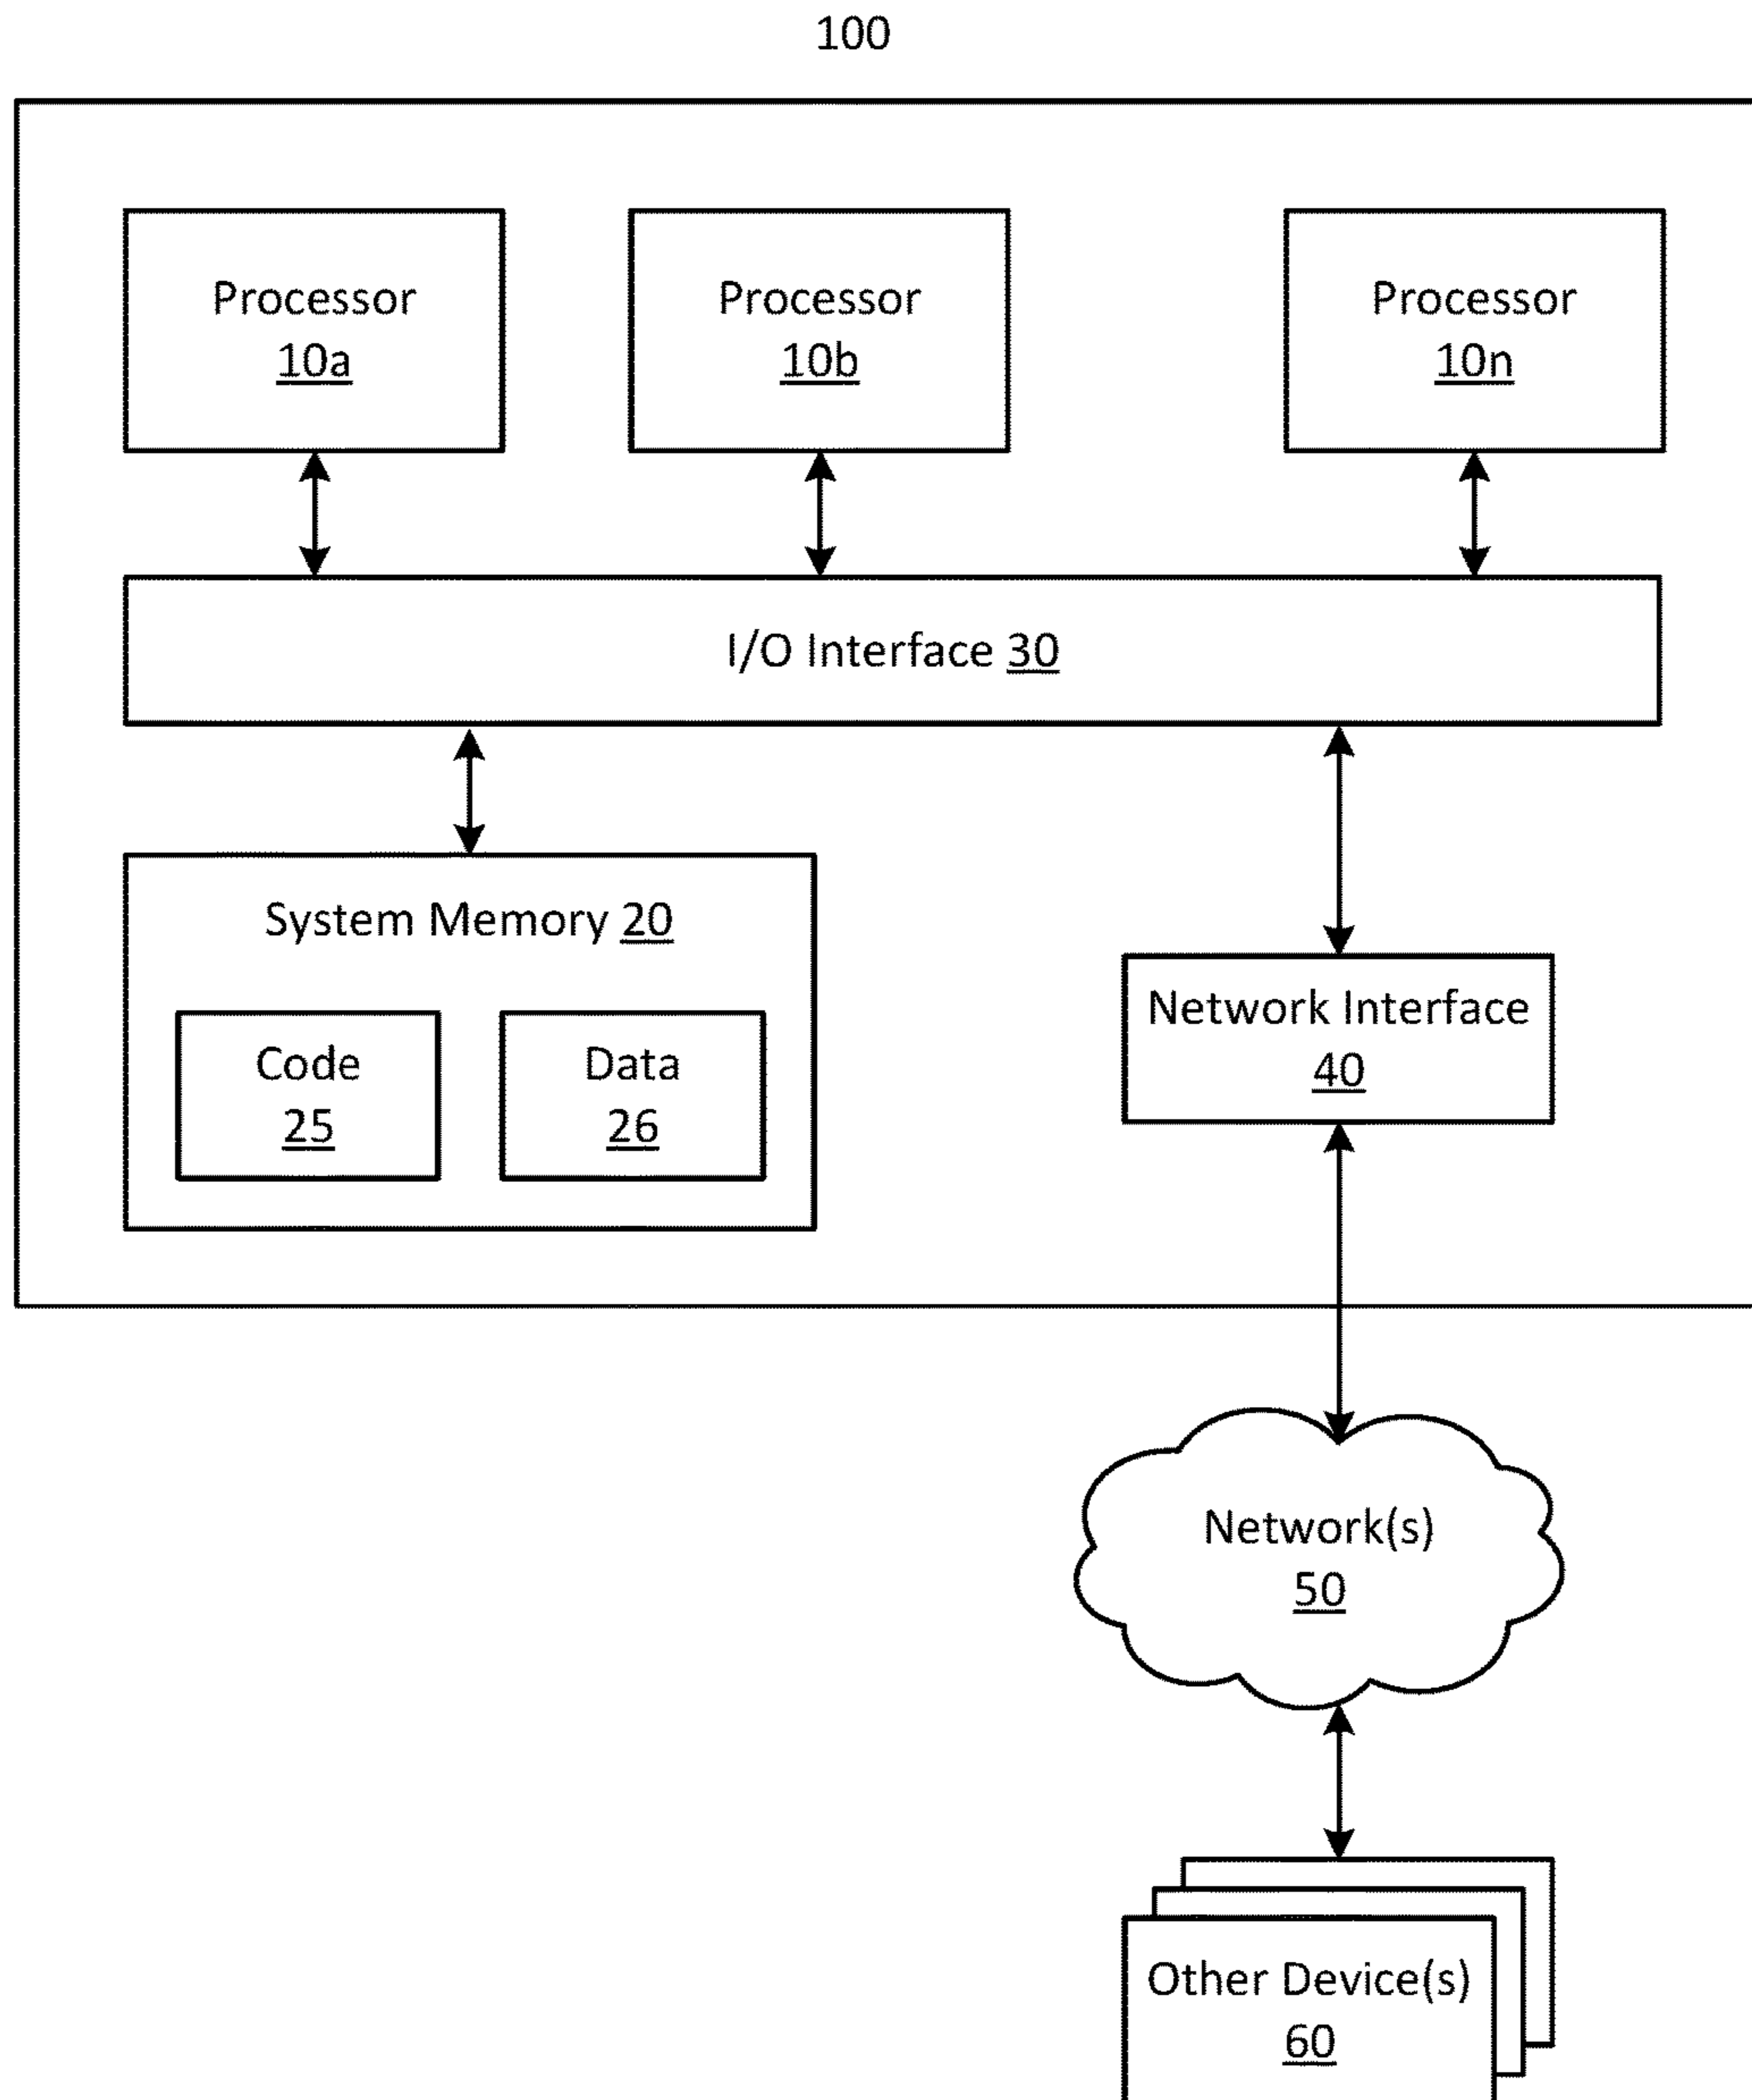 100
Processor
10a
Processor
10b
Processor
10n
I/O Interface 30
System Memory 20
Code
25
Data
26
Network Interface
40
Network(s)
50
Other Device(s)
60